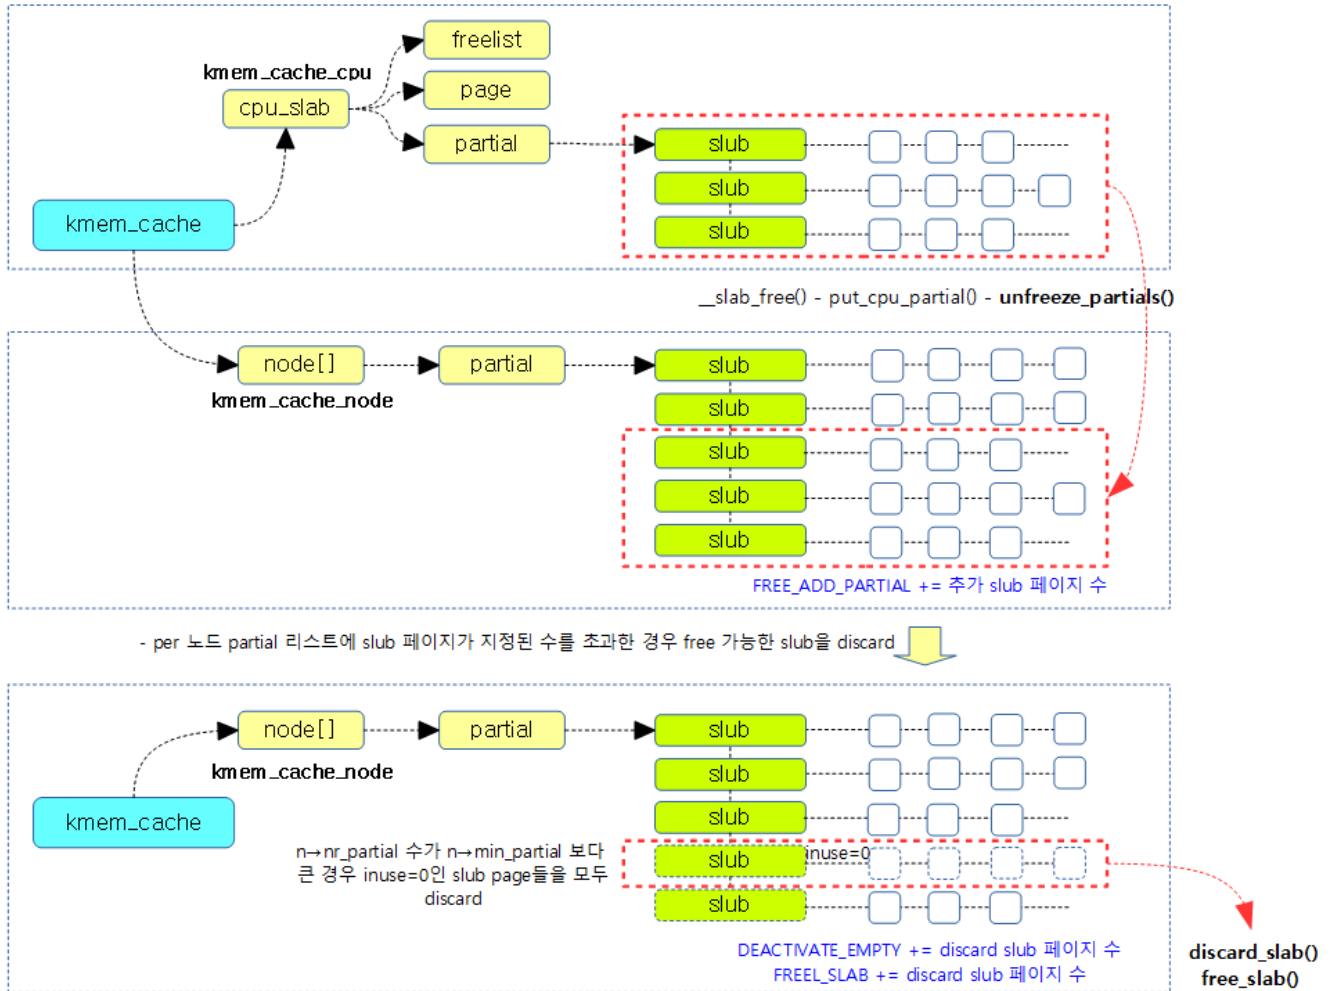 freelist
kmem_cache_cpu
page
cpu_slab
partial
slub
slub
kmem_cache
slub
__slab_free() - put_cpu_partial() - unfreeze_partials()
node[]
partial
slub
kmem_cache_node
slub
slub
slub
slub
FREE_ADD_PARTIAL += 추가 slub 페이지 수
- per 노드 partial 리스트에 slub 페이지가 지정된 수를 초과한 경우 free 가능한 slub을 discard
node[]
partial
slub
kmem_cache_node
slub
kmem_cache
slub
n→nr_partial 수가 n→min_partial 보다
큰 경우 inuse=0인 slub page들을 모두
discard
slub
inuse=0
slub
DEACTIVATE_EMPTY += discard slub 페이지 수
FREEL_SLAB += discard slub 페이지 수
discard_slab()
free_slab()